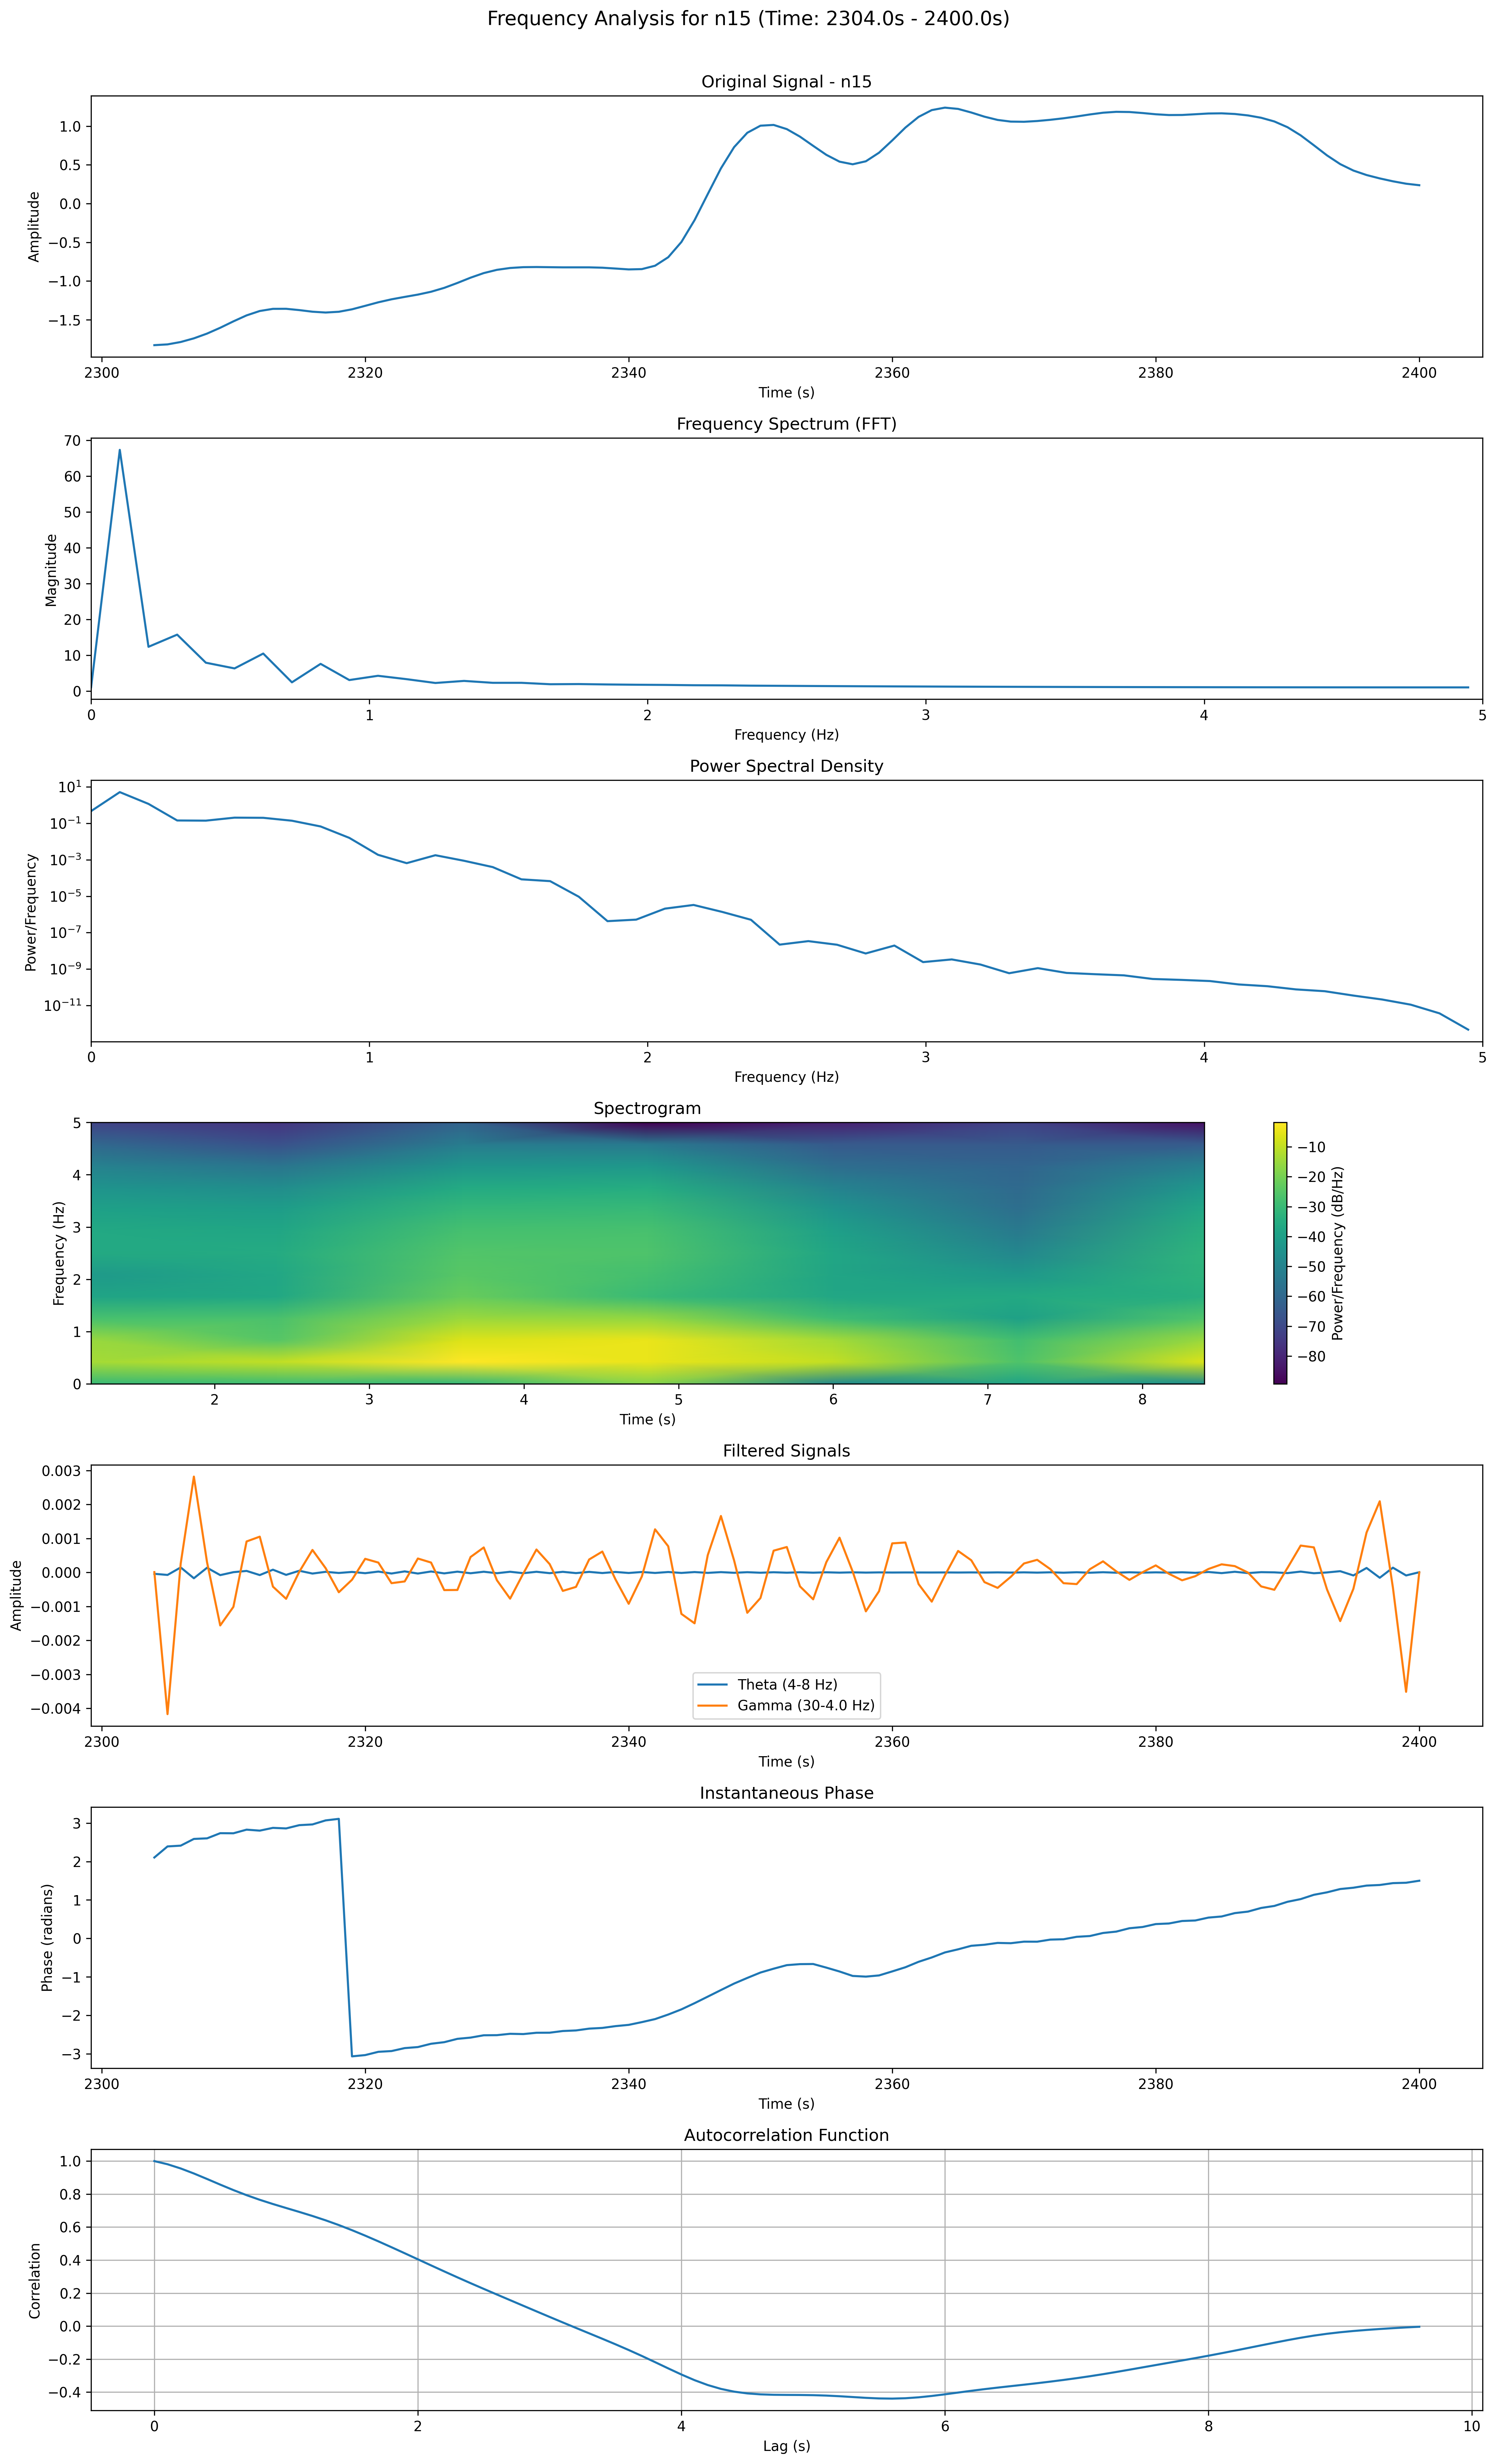 Frequency Analysis for n15 (Time: 2304.0s - 2400.0s)
Original Signal - n15
1.0
0.5
0.0
−0.5
−1.0
−1.5
Amplitude
2300 2320 2340 2360 2380 2400
Time (s)
Frequency Spectrum (FFT)
70
60
50
40
30
20
10
0
Magnitude
0 1 2 3 4 5
Frequency (Hz)
Power Spectral Density
10¹
10⁻¹
10⁻³
10⁻⁵
10⁻⁷
10⁻⁹
10⁻¹¹
Power/Frequency
0 1 2 3 4 5
Frequency (Hz)
Spectrogram
5
4
3
2
1
0
Frequency (Hz)
2 3 4 5 6 7 8
Time (s)
−10
−20
−30
−40
−50
−60
−70
−80
Power/Frequency (dB/Hz)
Filtered Signals
0.003
0.002
0.001
0.000
−0.001
−0.002
−0.003
−0.004
Amplitude
Theta (4-8 Hz)
Gamma (30-4.0 Hz)
2300 2320 2340 2360 2380 2400
Time (s)
Instantaneous Phase
3
2
1
0
−1
−2
−3
Phase (radians)
2300 2320 2340 2360 2380 2400
Time (s)
Autocorrelation Function
1.0
0.8
0.6
0.4
0.2
0.0
−0.2
−0.4
Correlation
0 2 4 6 8 10
Lag (s)